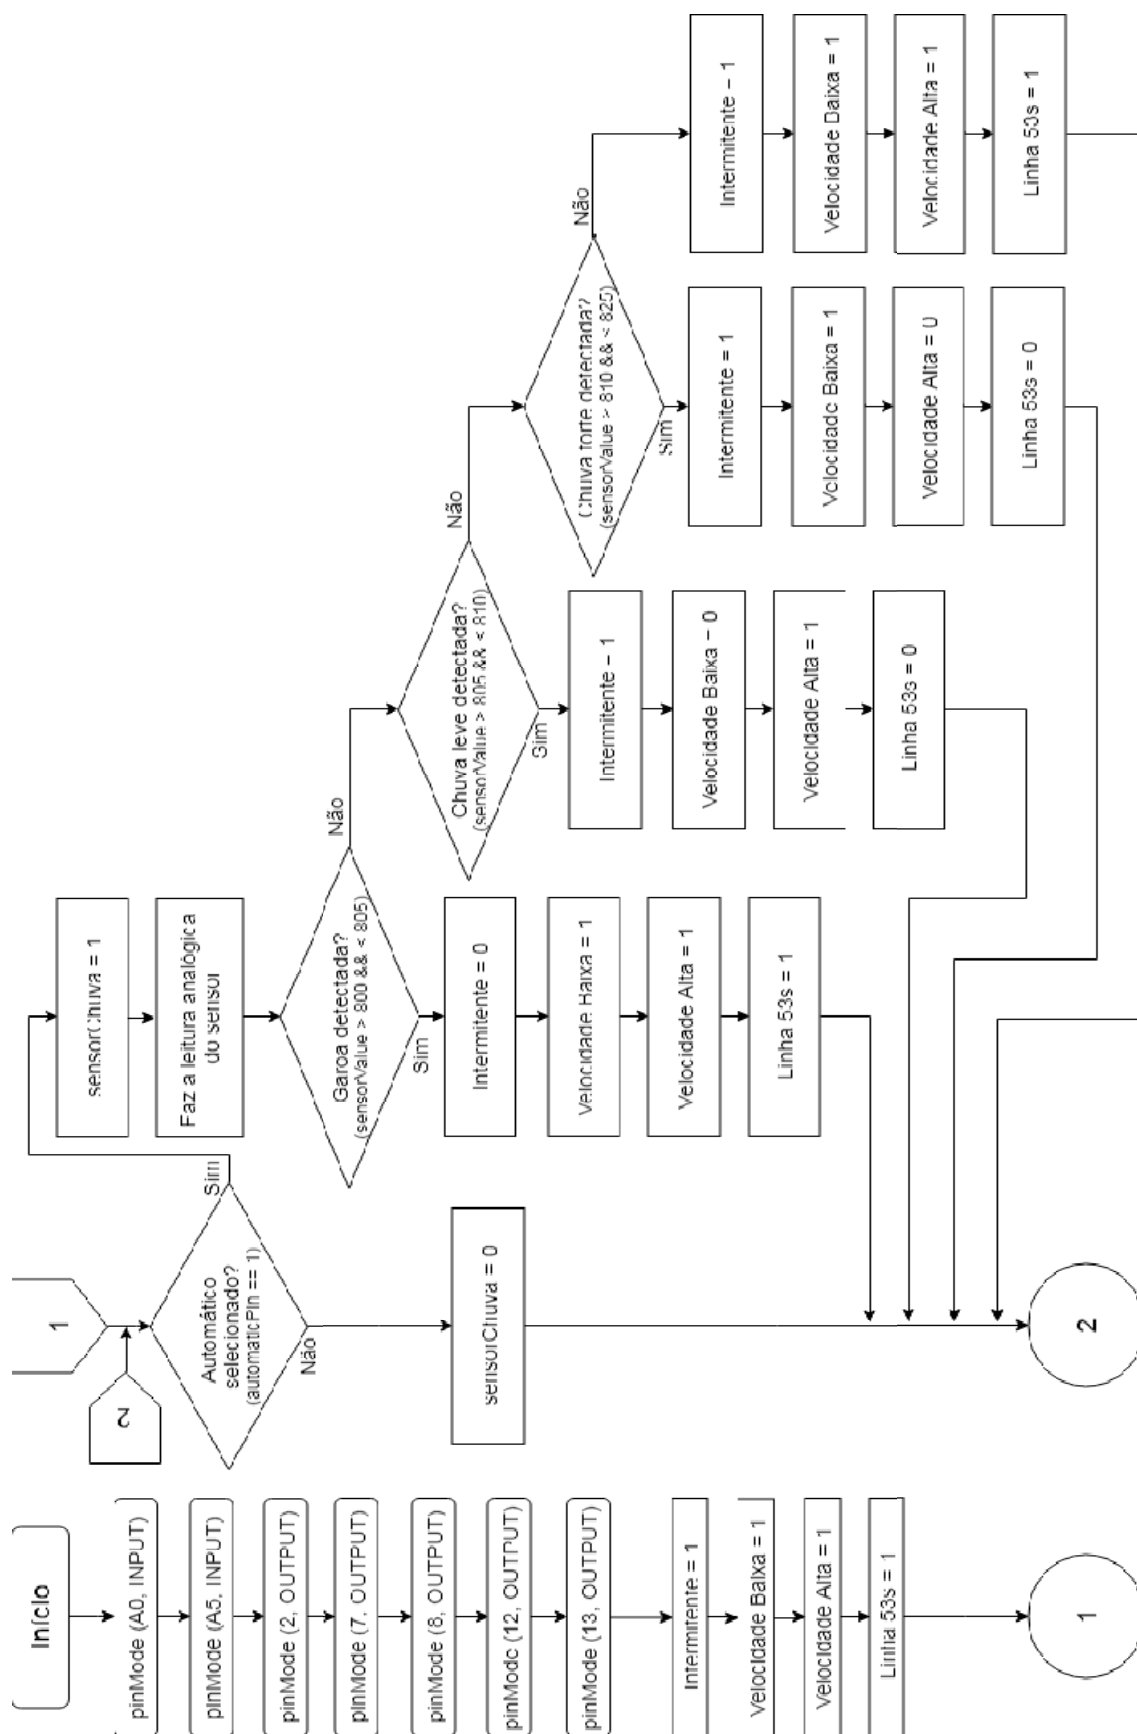 Início
pinMode (A0, INPUT)
pinMode (A5, INPUT)
pinMode (2, OUTPUT)
pinMode (7, OUTPUT)
pinMode (8, OUTPUT)
pinMode (12, OUTPUT)
pinMode (13, OUTPUT)
Intermitente = 1
Velocidade Baixa = 1
Velocidade Alta = 1
Linha 53s = 1
1
1
2
Automático
selecionado?
(automaticPin == 1)
Sim
Não
sensorChuva = 0
2
sensorChuva = 1
Faz a leitura analógica
do sensor
Garoa detectada?
(sensorValue > 800 && < 805)
Sim
Não
Intermitente = 0
Velocidade Baixa = 1
Velocidade Alta = 1
Linha 53s = 1
Chuva leve detectada?
(sensorValue > 805 && < 810)
Sim
Não
Intermitente = 1
Velocidade Baixa = 0
Velocidade Alta = 1
Linha 53s = 0
Chuva forte detectada?
(sensorValue > 810 && < 825)
Sim
Não
Intermitente = 1
Velocidade Baixa = 1
Velocidade Alta = 0
Linha 53s = 0
Intermitente = 1
Velocidade Baixa = 1
Velocidade Alta = 1
Linha 53s = 1